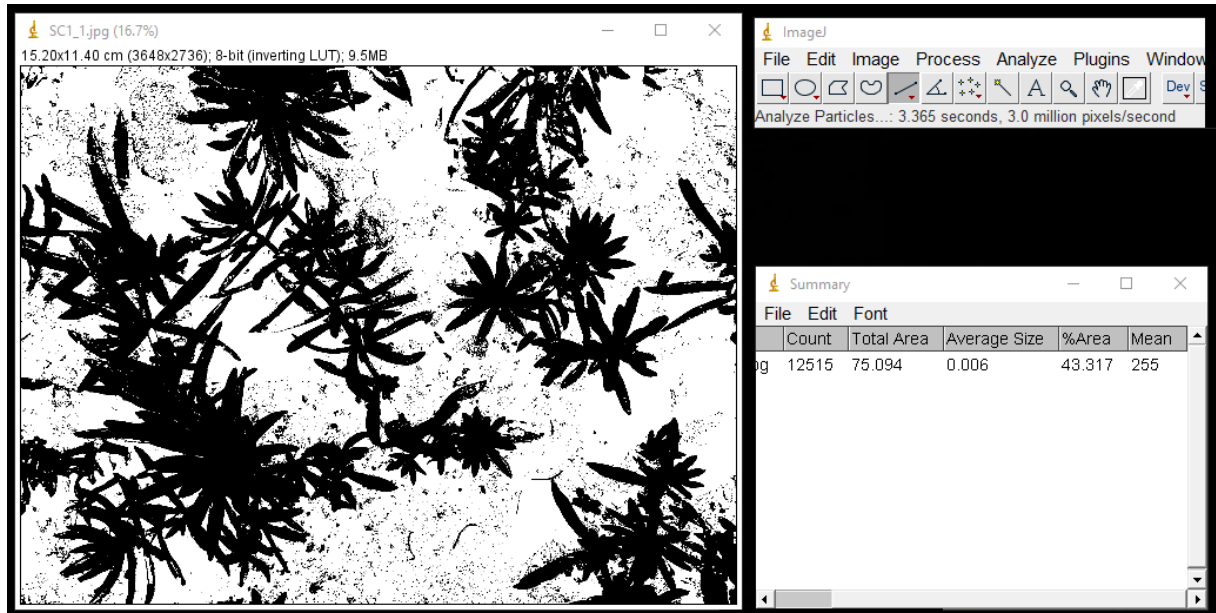 SC1_1.jpg (16.7%)
15.20x11.40 cm (3648x2736); 8-bit (inverting LUT); 9.5MB
ImageJ
File Edit Image Process Analyze Plugins Window
A Dev S
Analyze Particles...: 3.365 seconds, 3.0 million pixels/second
Summary
File Edit Font
Count Total Area Average Size %Area Mean
pg 12515 75.094 0.006 43.317 255